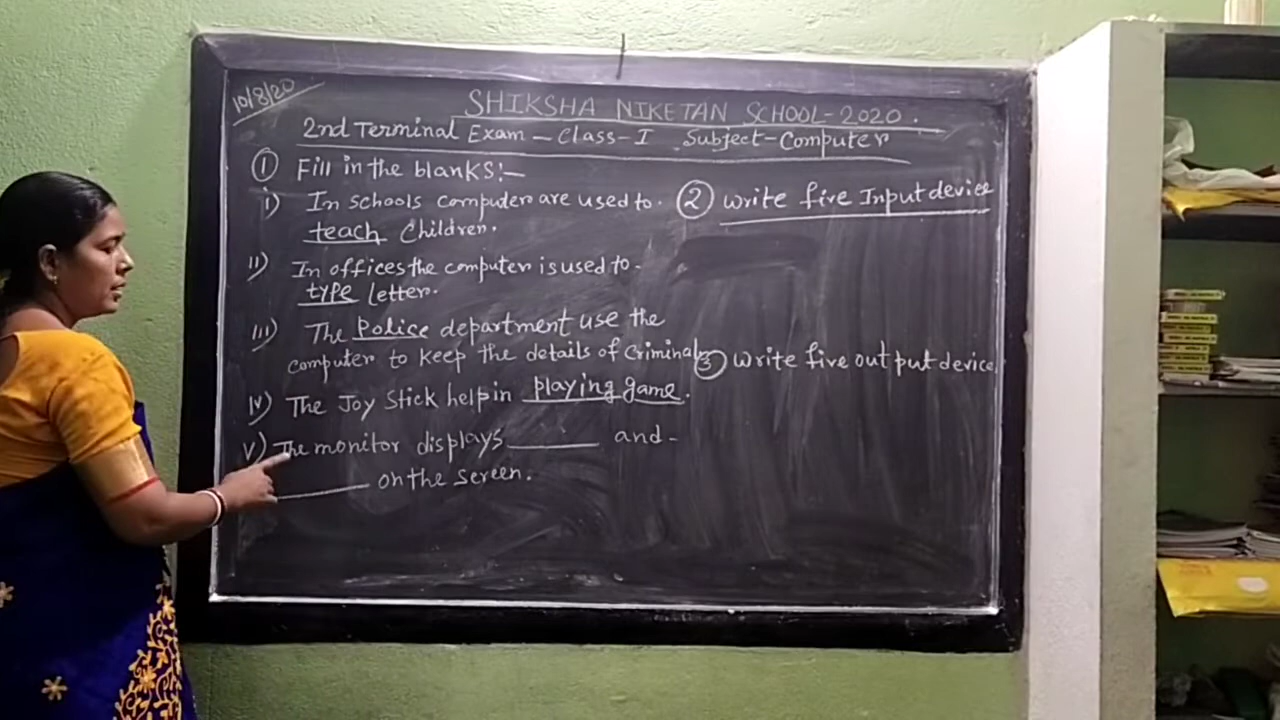 10/8/20
SHIKSHA NIKETAN SCHOOL-2020.
2nd Terminal Exam - Class-I Subject-Computer
① Fill in the blanks:-
i) In schools computer are used to.
teach children.
ii) In offices the computer is used to-
type letter.
iii) The Police department use the
computer to keep the details of criminals
iv) The Joy Stick help in playing game.
v) The monitor displays ______ and -
______ on the screen.
② Write five Input device
③ Write five out put device